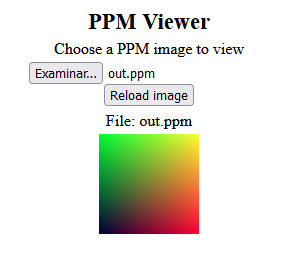 PPM Viewer
Choose a PPM image to view
Examinar... out.ppm
Reload image
File: out.ppm